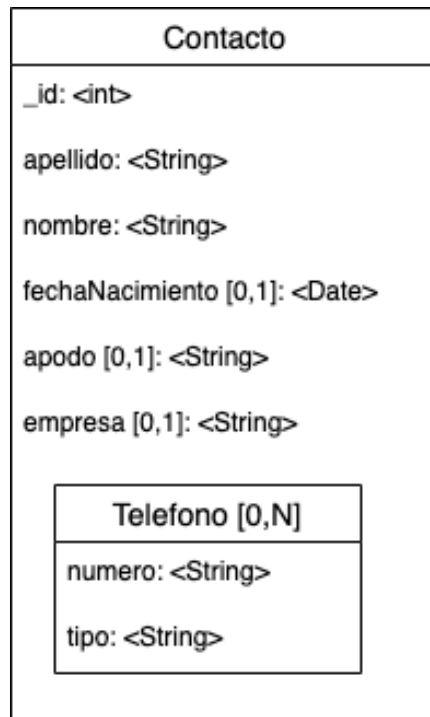 Contacto
_id: <int>
apellido: <String>
nombre: <String>
fechaNacimiento [0,1]: <Date>
apodo [0,1]: <String>
empresa [0,1]: <String>
Telefono [0,N]
numero: <String>
tipo: <String>